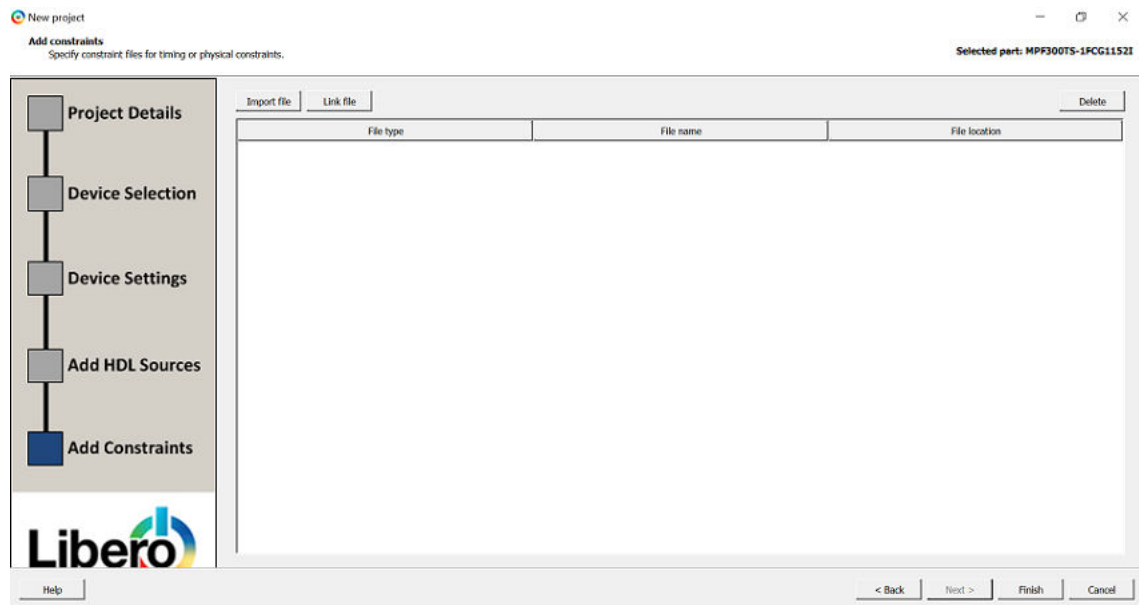 New project
Add constraints
Specify constraint files for timing or physical constraints.
Selected part: MPF300TS-1FCG1152I
Project Details
Device Selection
Device Settings
Add HDL Sources
Add Constraints
Libero
Import file Link file Delete
File type File name File location
Help < Back Next > Finish Cancel